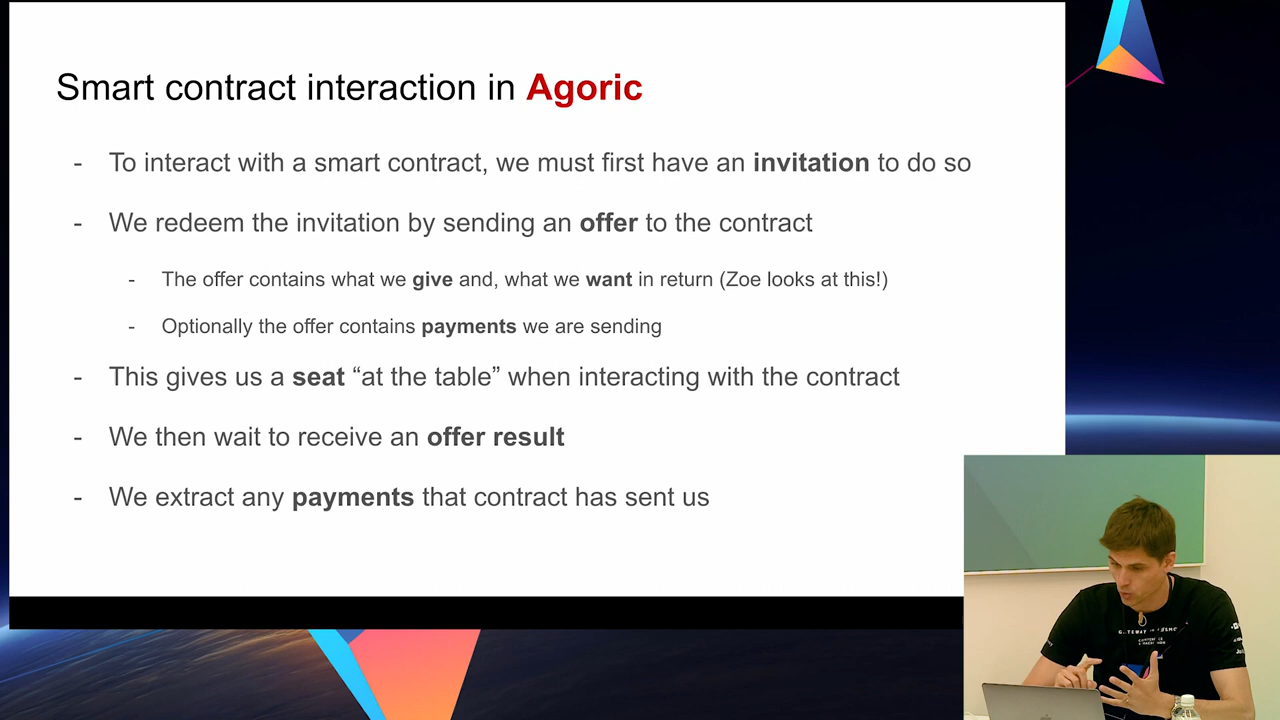 Smart contract interaction in Agoric
- To interact with a smart contract, we must first have an invitation to do so
- We redeem the invitation by sending an offer to the contract
- The offer contains what we give and, what we want in return (Zoe looks at this!)
- Optionally the offer contains payments we are sending
- This gives us a seat “at the table” when interacting with the contract
- We then wait to receive an offer result
- We extract any payments that contract has sent us